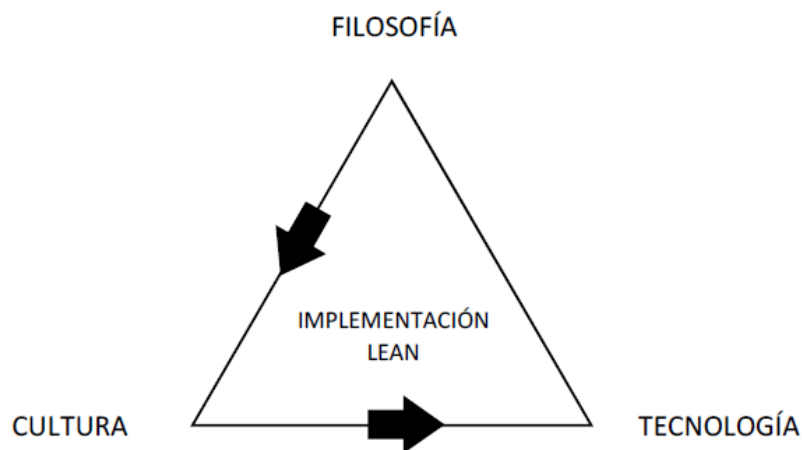 FILOSOFÍA
IMPLEMENTACIÓN
LEAN
CULTURA
TECNOLOGÍA